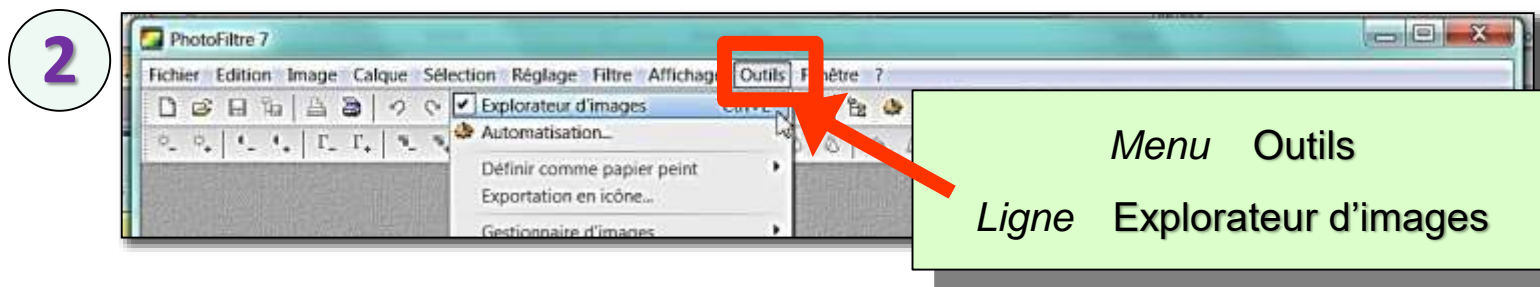 2
PhotoFiltre 7
Fichier Edition Image Calque Sélection Réglage Filtre Affichage Outils Fenêtre ?
Explorateur d'images
Automatisation...
Définir comme papier peint
Exportation en icône...
Gestionnaire d'images
Menu Outils
Ligne Explorateur d'images